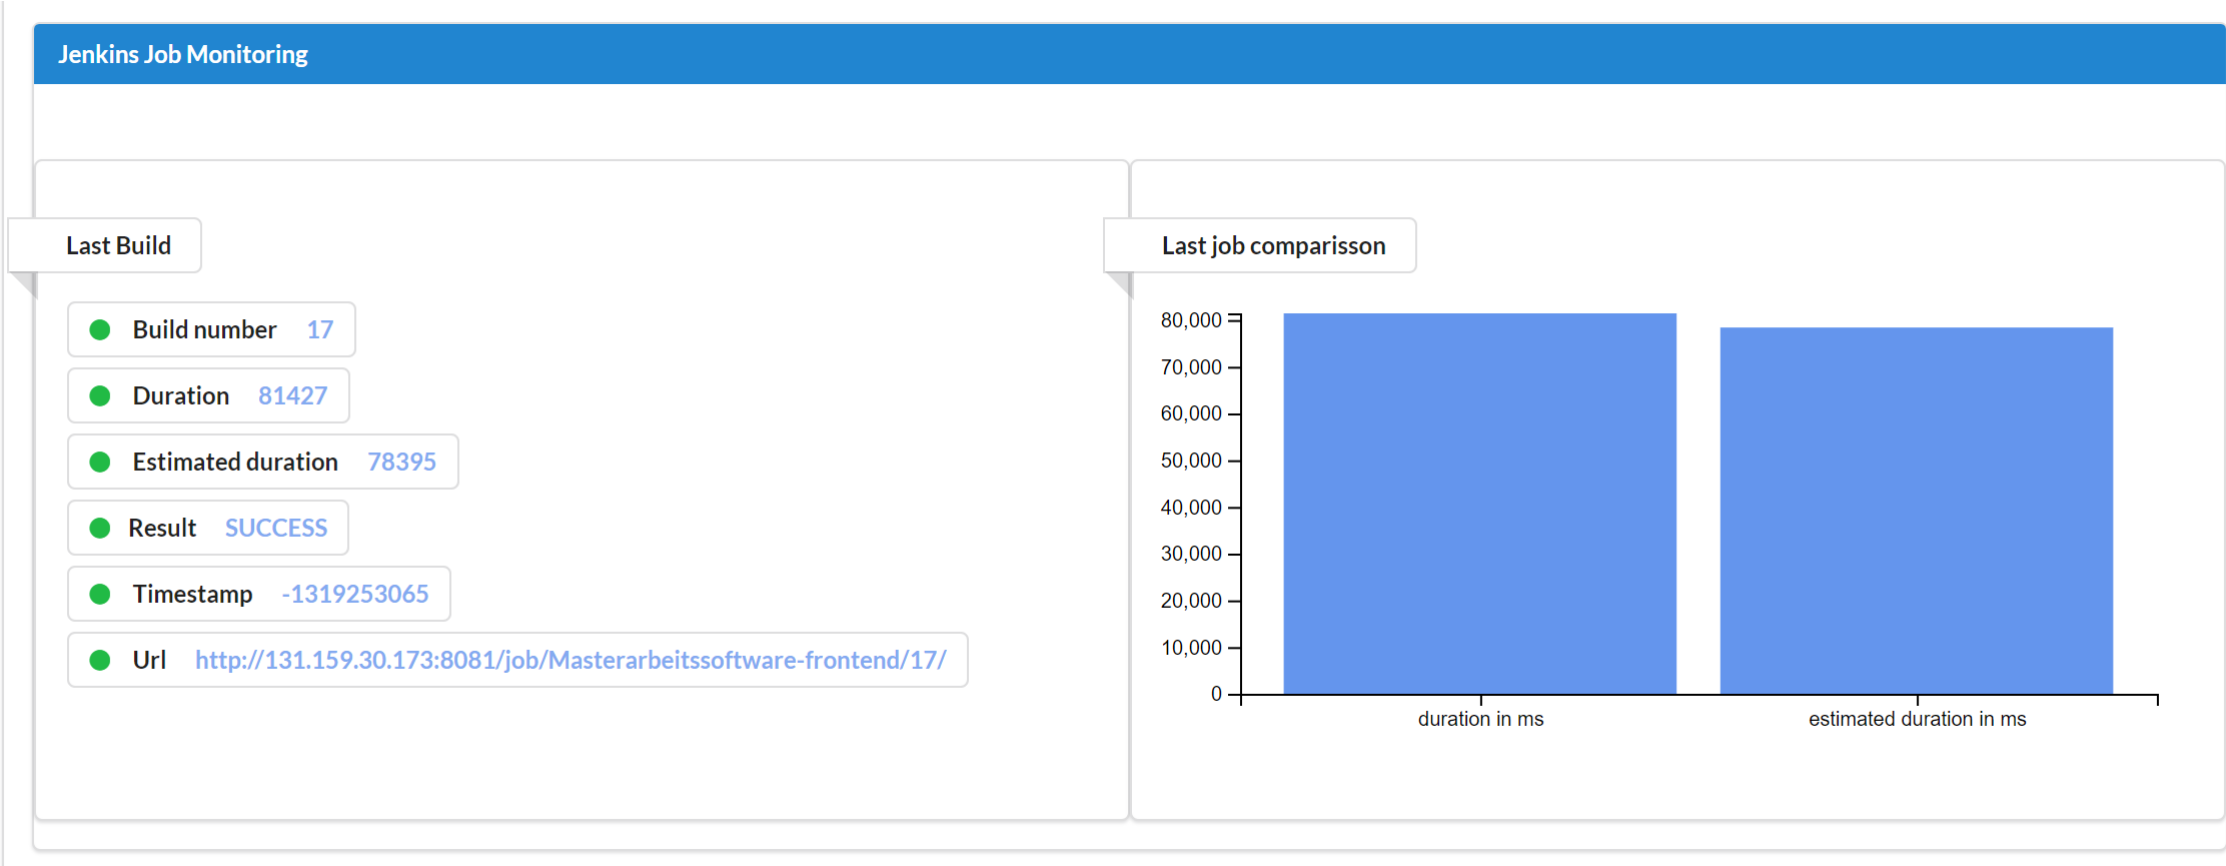 Jenkins Job Monitoring
Last Build
Build number 17
Duration 81427
Estimated duration 78395
Result SUCCESS
Timestamp -1319253065
Url http://131.159.30.173:8081/job/Masterarbeitssoftware-frontend/17/
Last job comparisson
80,000
70,000
60,000
50,000
40,000
30,000
20,000
10,000
0
duration in ms
estimated duration in ms